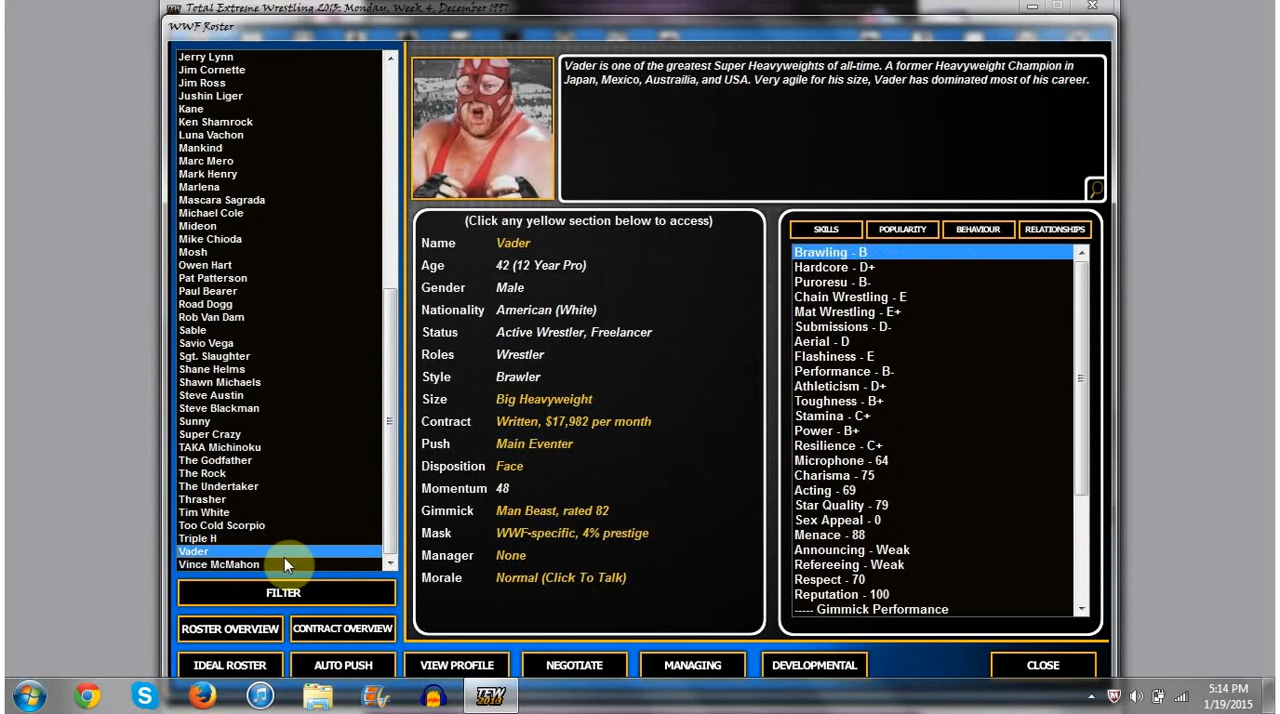 Total Extreme Wrestling 2013: Monday, Week 4, December 1997
WWF Roster
Jerry Lynn
Jim Cornette
Jim Ross
Jushin Liger
Kane
Ken Shamrock
Luna Vachon
Mankind
Marc Mero
Mark Henry
Marlena
Mascara Sagrada
Michael Cole
Mideon
Mike Chioda
Mosh
Owen Hart
Pat Patterson
Paul Bearer
Road Dogg
Rob Van Dam
Sable
Savio Vega
Sgt. Slaughter
Shane Helms
Shawn Michaels
Steve Austin
Steve Blackman
Sunny
Super Crazy
TAKA Michinoku
The Godfather
The Rock
The Undertaker
Thrasher
Tim White
Too Cold Scorpio
Triple H
Vader
Vince McMahon
FILTER
ROSTER OVERVIEW
CONTRACT OVERVIEW
Vader is one of the greatest Super Heavyweights of all-time. A former Heavyweight Champion in
Japan, Mexico, Austrailia, and USA. Very agile for his size, Vader has dominated most of his career.
(Click any yellow section below to access)
Name Vader
Age 42 (12 Year Pro)
Gender Male
Nationality American (White)
Status Active Wrestler, Freelancer
Roles Wrestler
Style Brawler
Size Big Heavyweight
Contract Written, $17,982 per month
Push Main Eventer
Disposition Face
Momentum 48
Gimmick Man Beast, rated 82
Mask WWF-specific, 4% prestige
Manager None
Morale Normal (Click To Talk)
SKILLS POPULARITY BEHAVIOUR RELATIONSHIPS
Brawling - B
Hardcore - D+
Puroresu - B-
Chain Wrestling - E
Mat Wrestling - E+
Submissions - D-
Aerial - D
Flashiness - E
Performance - B-
Athleticism - D+
Toughness - B+
Stamina - C+
Power - B+
Resilience - C+
Microphone - 64
Charisma - 75
Acting - 69
Star Quality - 79
Sex Appeal - 0
Menace - 88
Announcing - Weak
Refereeing - Weak
Respect - 70
Reputation - 100
----- Gimmick Performance
IDEAL ROSTER AUTO PUSH VIEW PROFILE NEGOTIATE MANAGING DEVELOPMENTAL CLOSE
TEW
2013
5:14 PM
1/19/2015